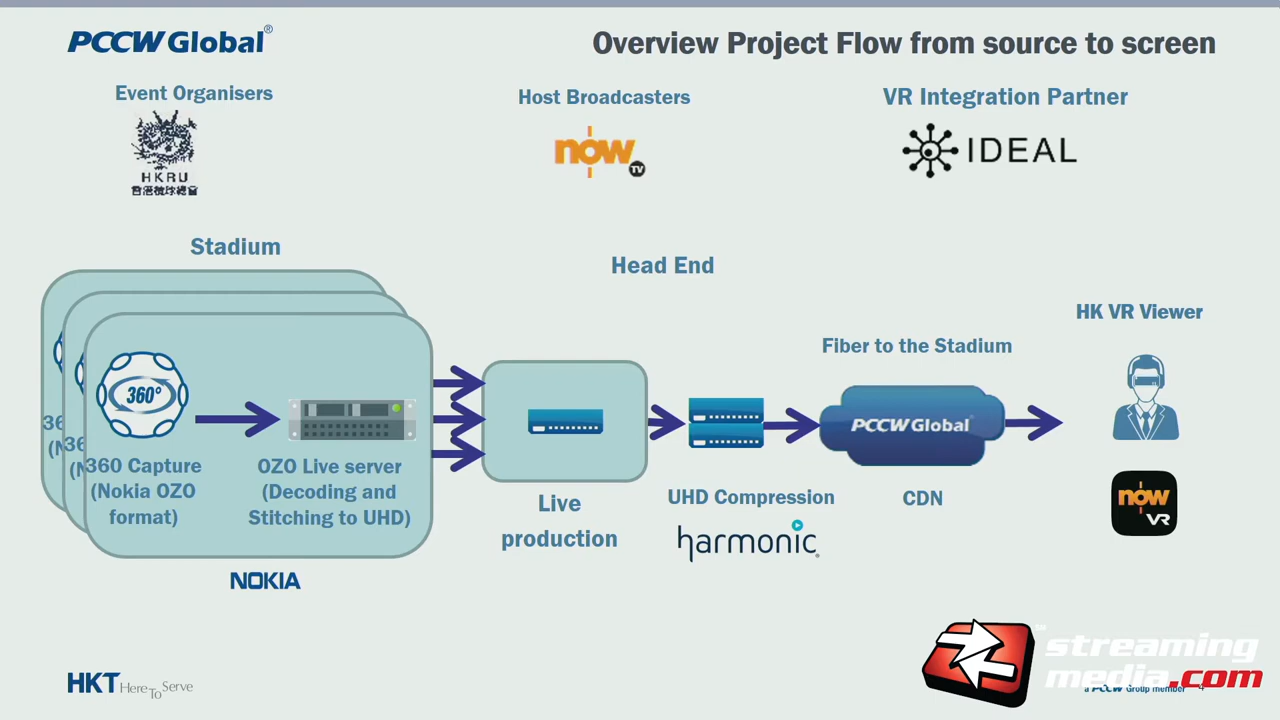 PCCW Global®
Overview Project Flow from source to screen
Event Organisers
HKRU
香港欖球總會
Host Broadcasters
now
TV
VR Integration Partner
IDEAL
Stadium
Head End
HK VR Viewer
Fiber to the Stadium
360°
360 Capture
(Nokia OZO
format)
OZO Live server
(Decoding and
Stitching to UHD)
NOKIA
Live
production
UHD Compression
harmonic
PCCW Global
CDN
now
VR
HKT Here To Serve
streaming
media.com
a PCCW Group member
4